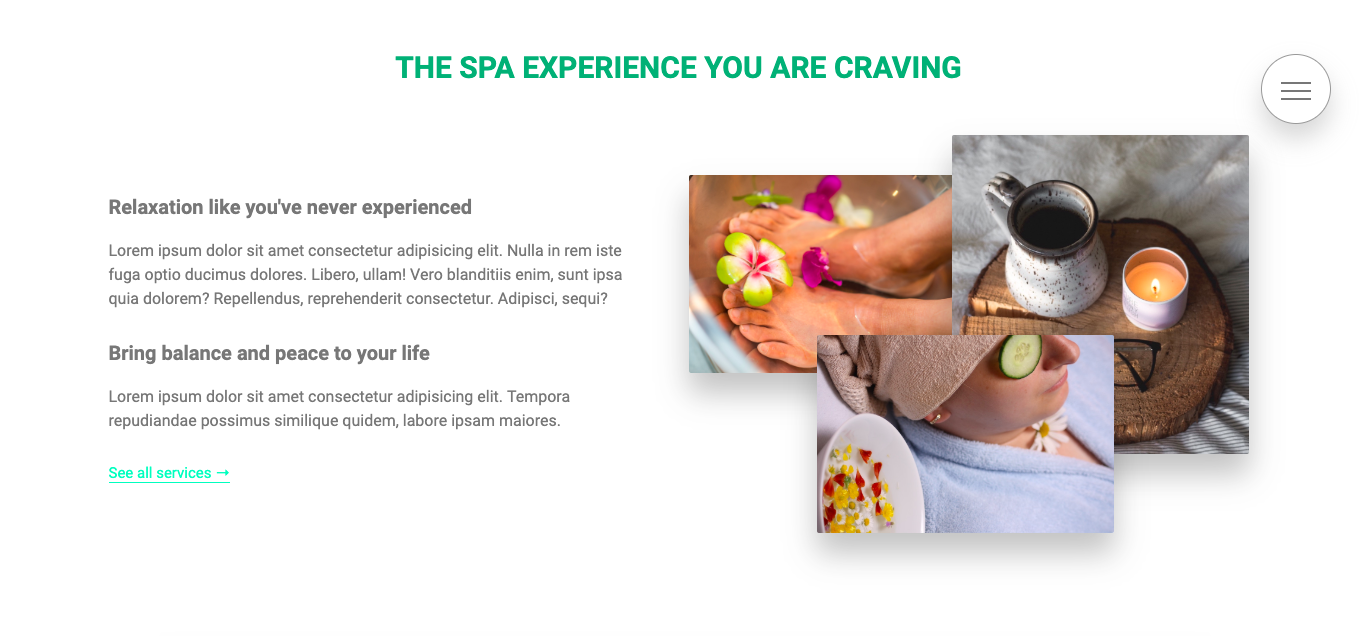 THE SPA EXPERIENCE YOU ARE CRAVING
Relaxation like you've never experienced
Lorem ipsum dolor sit amet consectetur adipisicing elit. Nulla in rem iste
fuga optio ducimus dolores. Libero, ullam! Vero blanditiis enim, sunt ipsa
quia dolorem? Repellendus, reprehenderit consectetur. Adipisci, sequi?
Bring balance and peace to your life
Lorem ipsum dolor sit amet consectetur adipisicing elit. Tempora
repudiandae possimus similique quidem, labore ipsam maiores.
See all services →